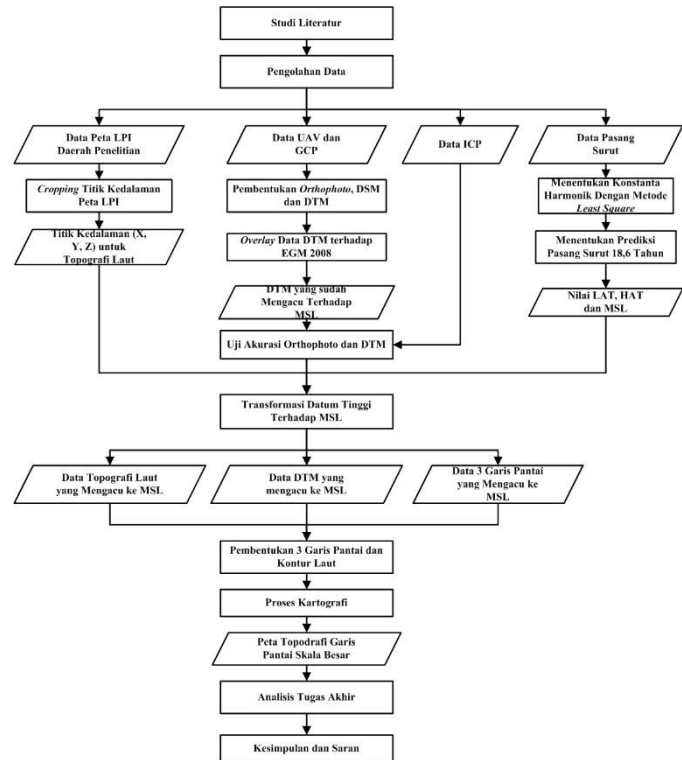 Studi Literatur
Pengolahan Data
Data Peta LPI
Daerah Penelitian
Data UAV dan
GCP
Data ICP
Data Pasang
Surut
Cropping Titik Kedalaman
Peta LPI
Pembentukan Orthophoto, DSM
dan DTM
Menentukan Konstanta
Harmonik Dengan Metode
Least Square
Titik Kedalaman (X,
Y, Z) untuk
Topografi Laut
Overlay Data DTM terhadap
EGM 2008
Menentukan Prediksi
Pasang Surut 18,6 Tahun
DTM yang sudah
Mengacu Terhadap
MSL
Nilai LAT, HAT
dan MSL
Uji Akurasi Orthophoto dan DTM
Transformasi Datum Tinggi
Terhadap MSL
Data Topografi Laut
yang Mengacu ke MSL
Data DTM yang
mengacu ke MSL
Data 3 Garis Pantai
yang Mengacu ke
MSL
Pembentukan 3 Garis Pantai dan
Kontur Laut
Proses Kartografi
Peta Topodrafi Garis
Pantai Skala Besar
Analisis Tugas Akhir
Kesimpulan dan Saran